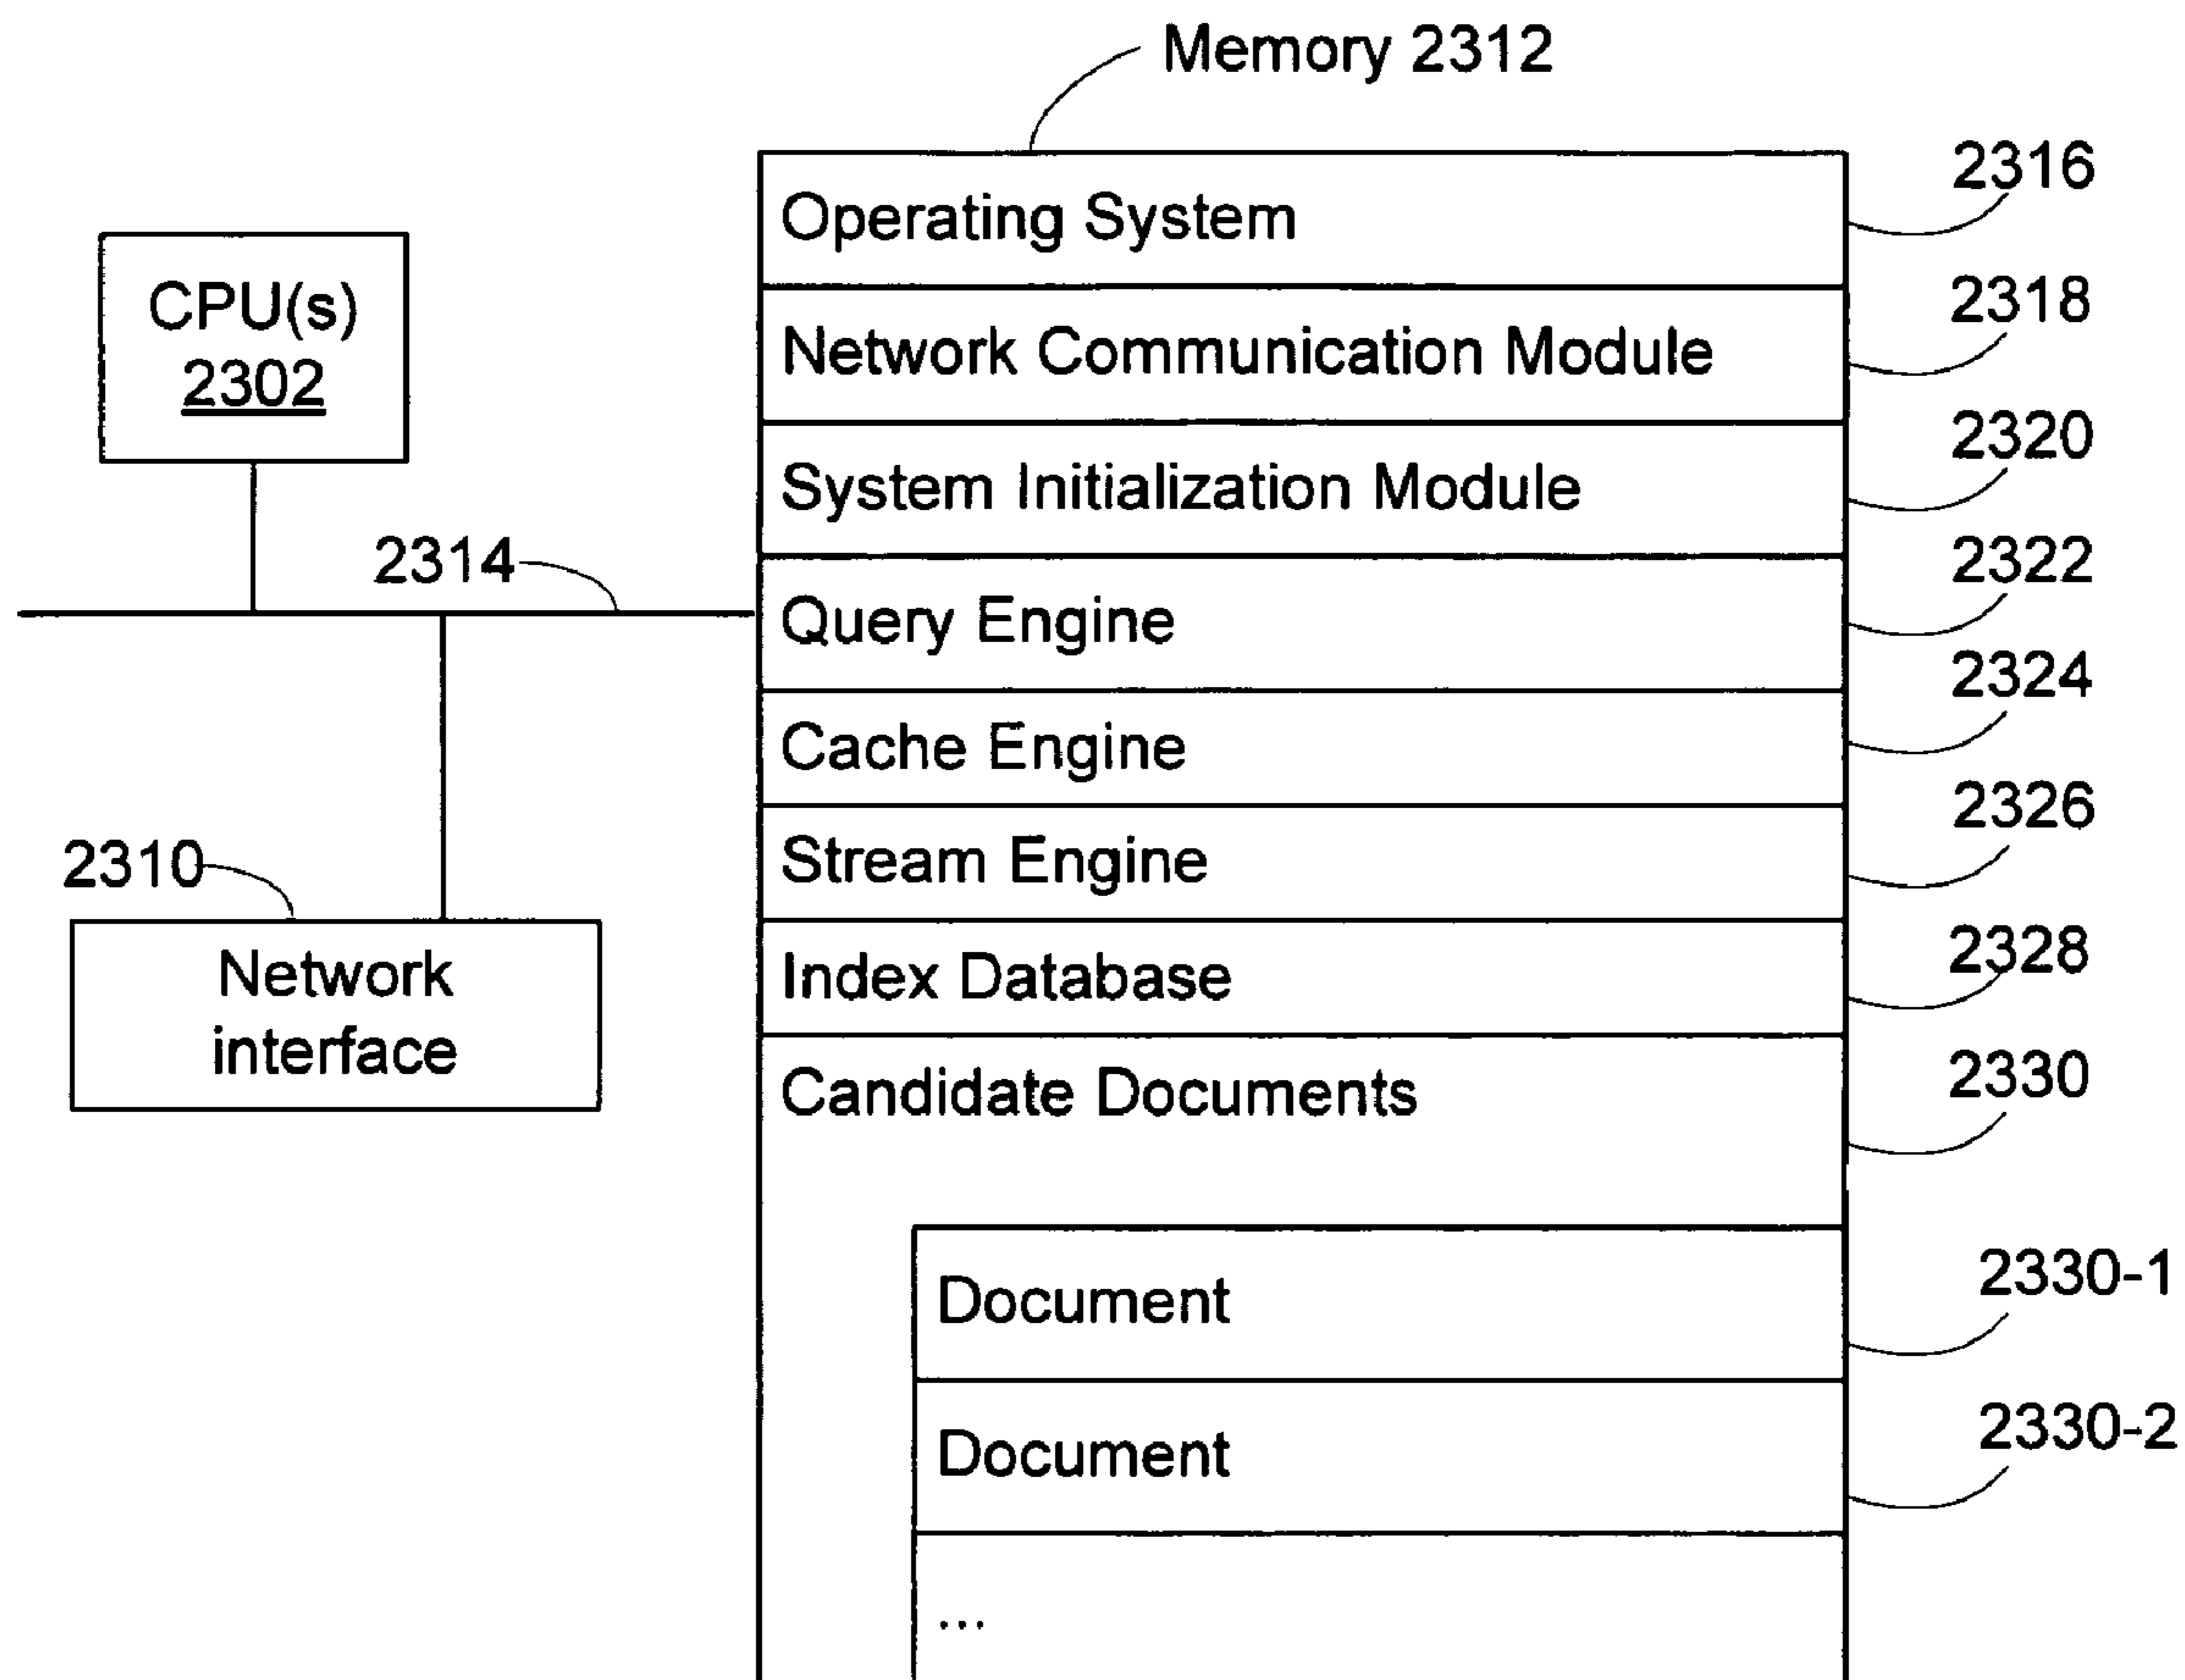 Memory 2312
Operating System
2316
CPU(s)
2302
Network Communication Module
2318
System Initialization Module
2320
2314
Query Engine
2322
Cache Engine
2324
Stream Engine
2326
2310
Network
interface
Index Database
2328
Candidate Documents
2330
Document
2330-1
Document
2330-2
...